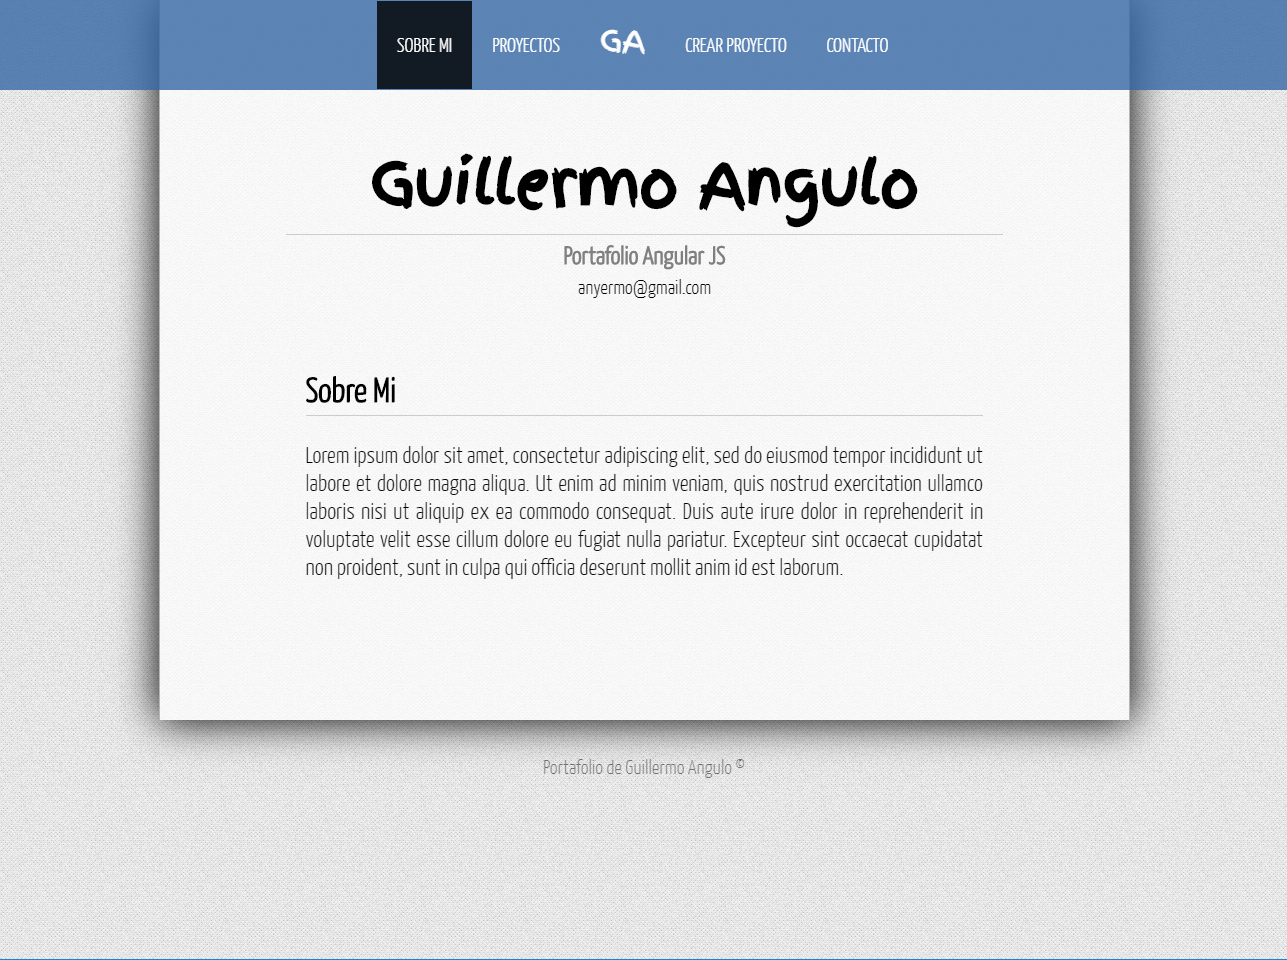 SOBRE MI PROYECTOS GA CREAR PROYECTO CONTACTO
Guillermo Angulo
Portafolio Angular JS
anyermo@gmail.com
Sobre Mi
Lorem ipsum dolor sit amet, consectetur adipiscing elit, sed do eiusmod tempor incididunt ut
labore et dolore magna aliqua. Ut enim ad minim veniam, quis nostrud exercitation ullamco
laboris nisi ut aliquip ex ea commodo consequat. Duis aute irure dolor in reprehenderit in
voluptate velit esse cillum dolore eu fugiat nulla pariatur. Excepteur sint occaecat cupidatat
non proident, sunt in culpa qui officia deserunt mollit anim id est laborum.
Portafolio de Guillermo Angulo ©